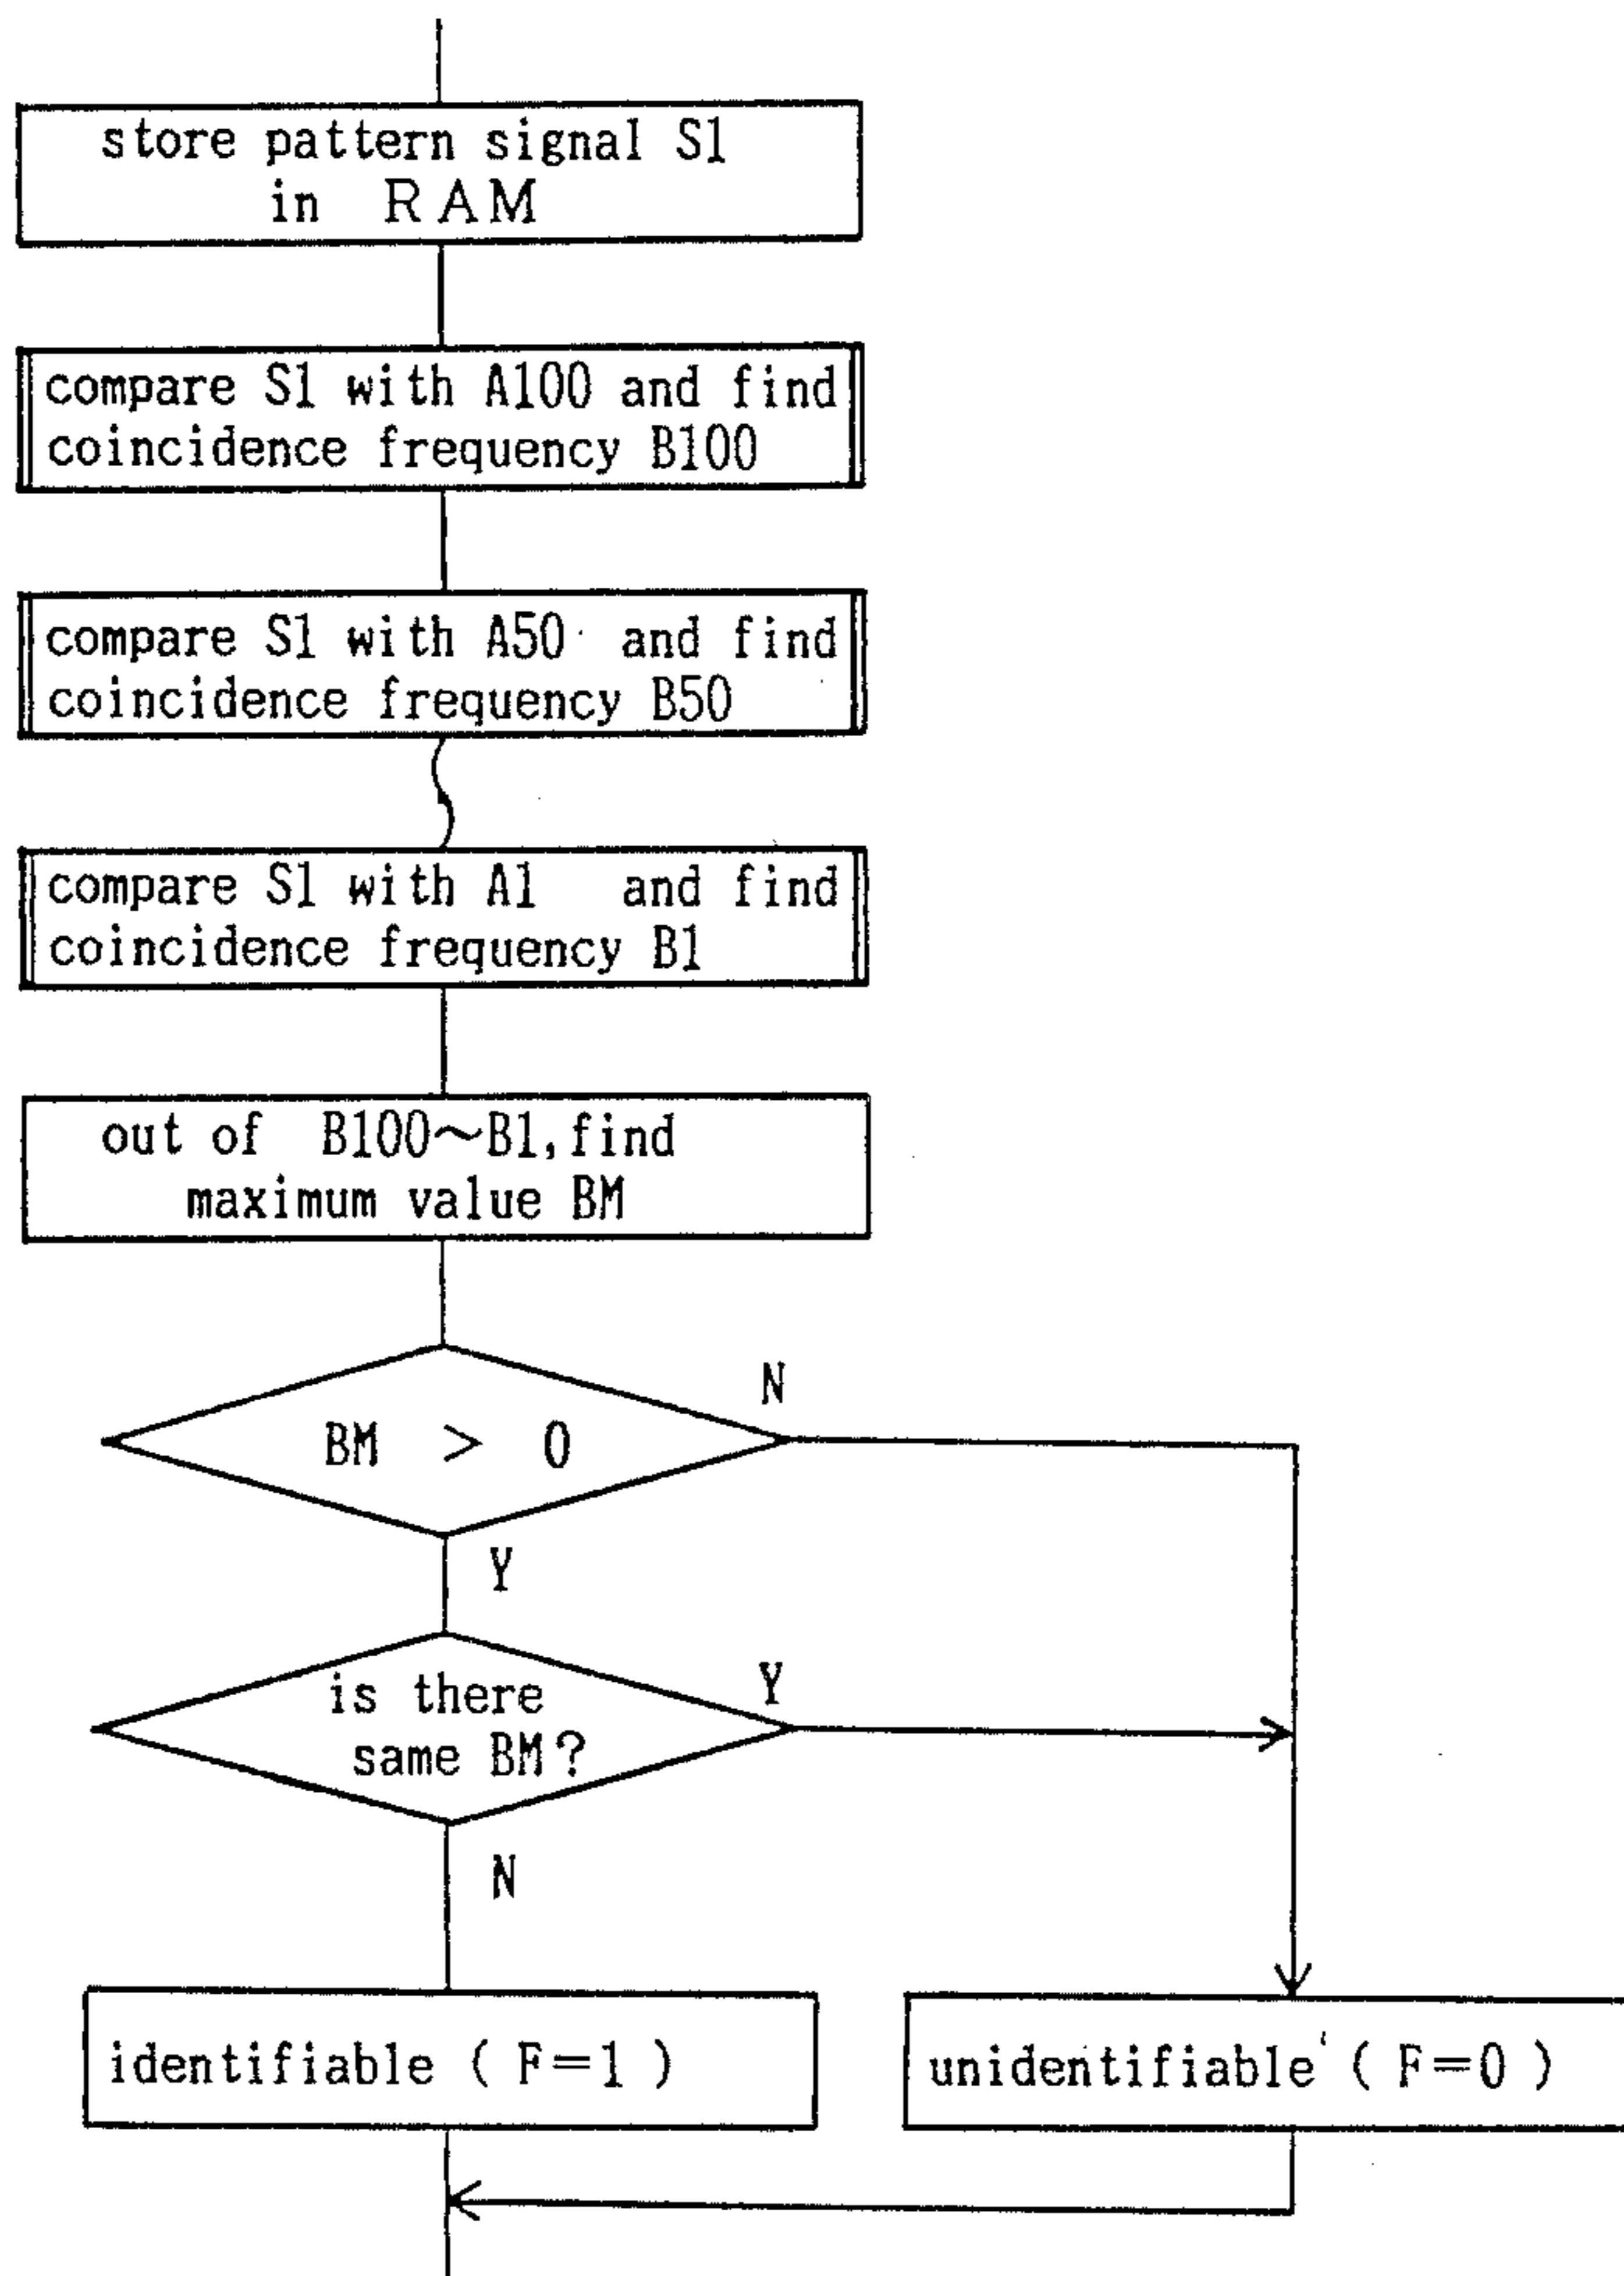 store pattern signal S1
in RAM
compare S1 with A100 and find
coincidence frequency B100
compare S1 with A50 and find
coincidence frequency B50
compare S1 with A1 and find
coincidence frequency B1
out of B100~B1, find
maximum value BM
BM > 0
N
Y
is there
same BM?
Y
N
identifiable (F=1)
unidentifiable (F=0)